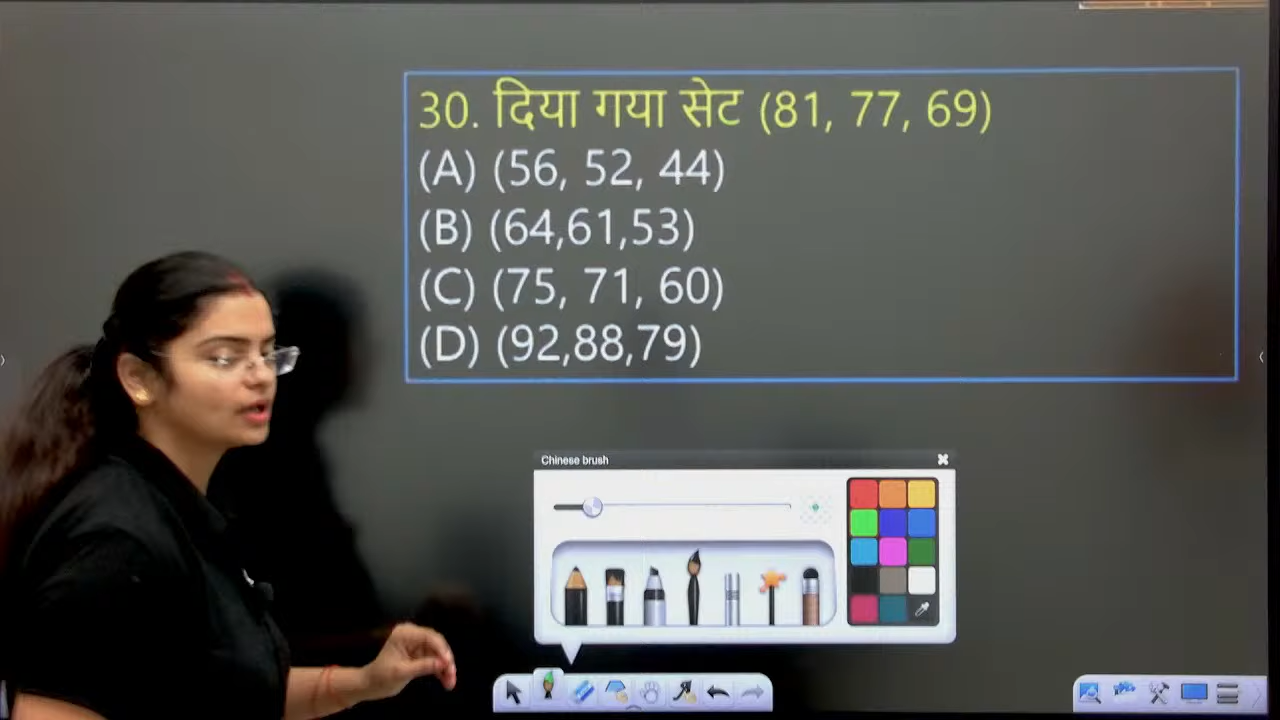 30. दिया गया सेट (81, 77, 69)
(A) (56, 52, 44)
(B) (64,61,53)
(C) (75, 71, 60)
(D) (92,88,79)
Chinese brush